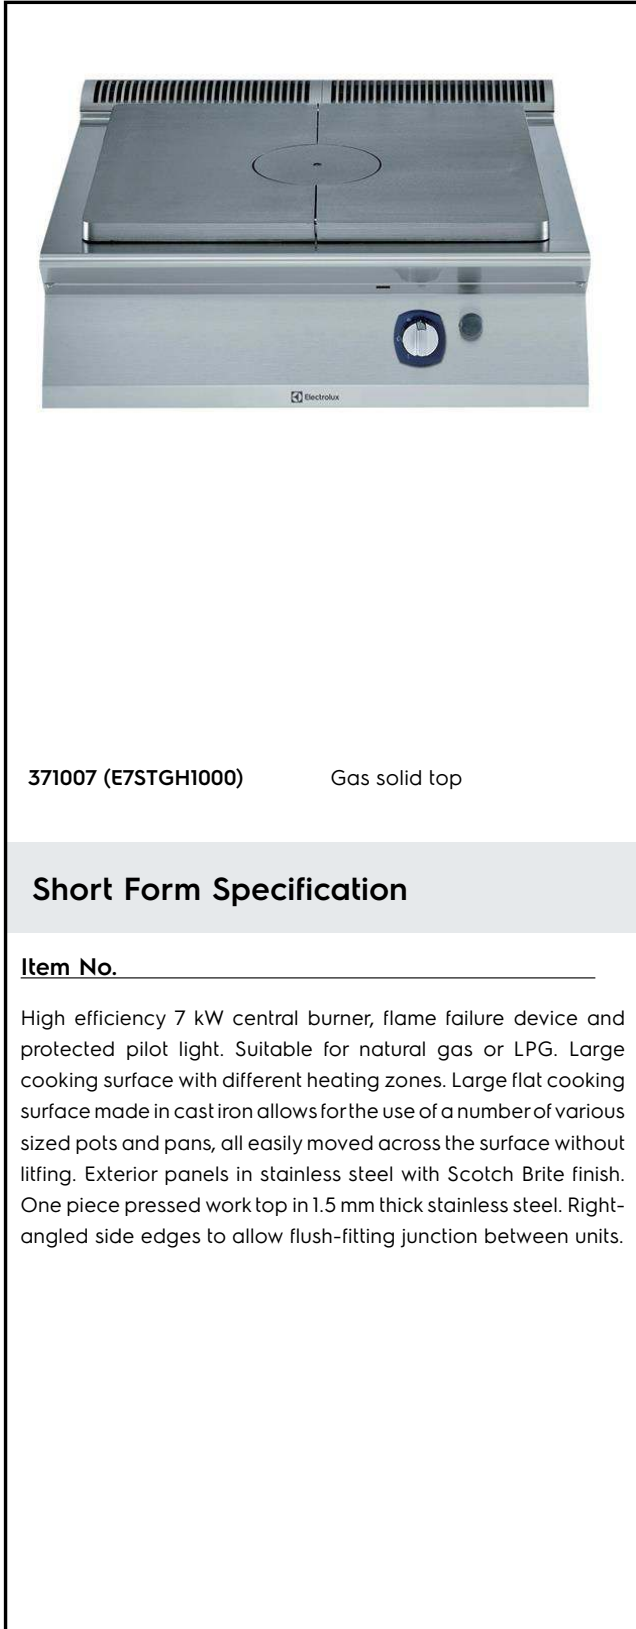 Electrolux
371007 (E7STGH1000) Gas solid top
Short Form Specification
Item No.
High efficiency 7 kW central burner, flame failure device and
protected pilot light. Suitable for natural gas or LPG. Large
cooking surface with different heating zones. Large flat cooking
surface made in cast iron allows for the use of a number of various
sized pots and pans, all easily moved across the surface without
litfing. Exterior panels in stainless steel with Scotch Brite finish.
One piece pressed work top in 1.5 mm thick stainless steel. Right-
angled side edges to allow flush-fitting junction between units.